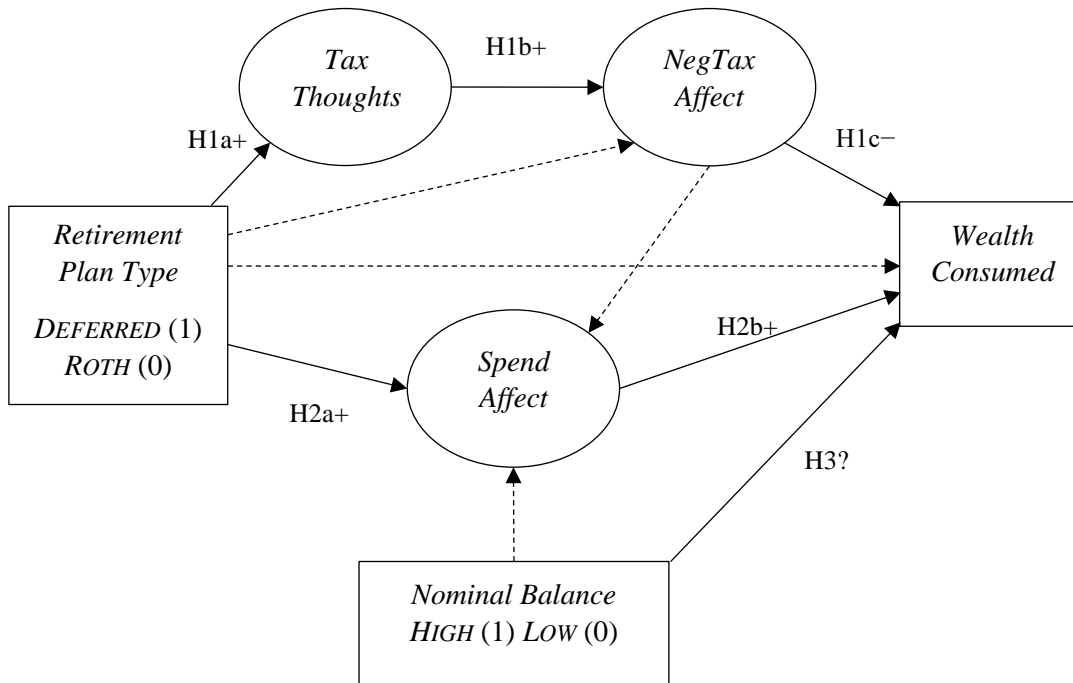 Tax
Thoughts
H1b+
NegTax
Affect
H1a+
H1c−
Retirement
Plan Type
DEFERRED (1)
ROTH (0)
Wealth
Consumed
H2a+
Spend
Affect
H2b+
H3?
Nominal Balance
HIGH (1) LOW (0)